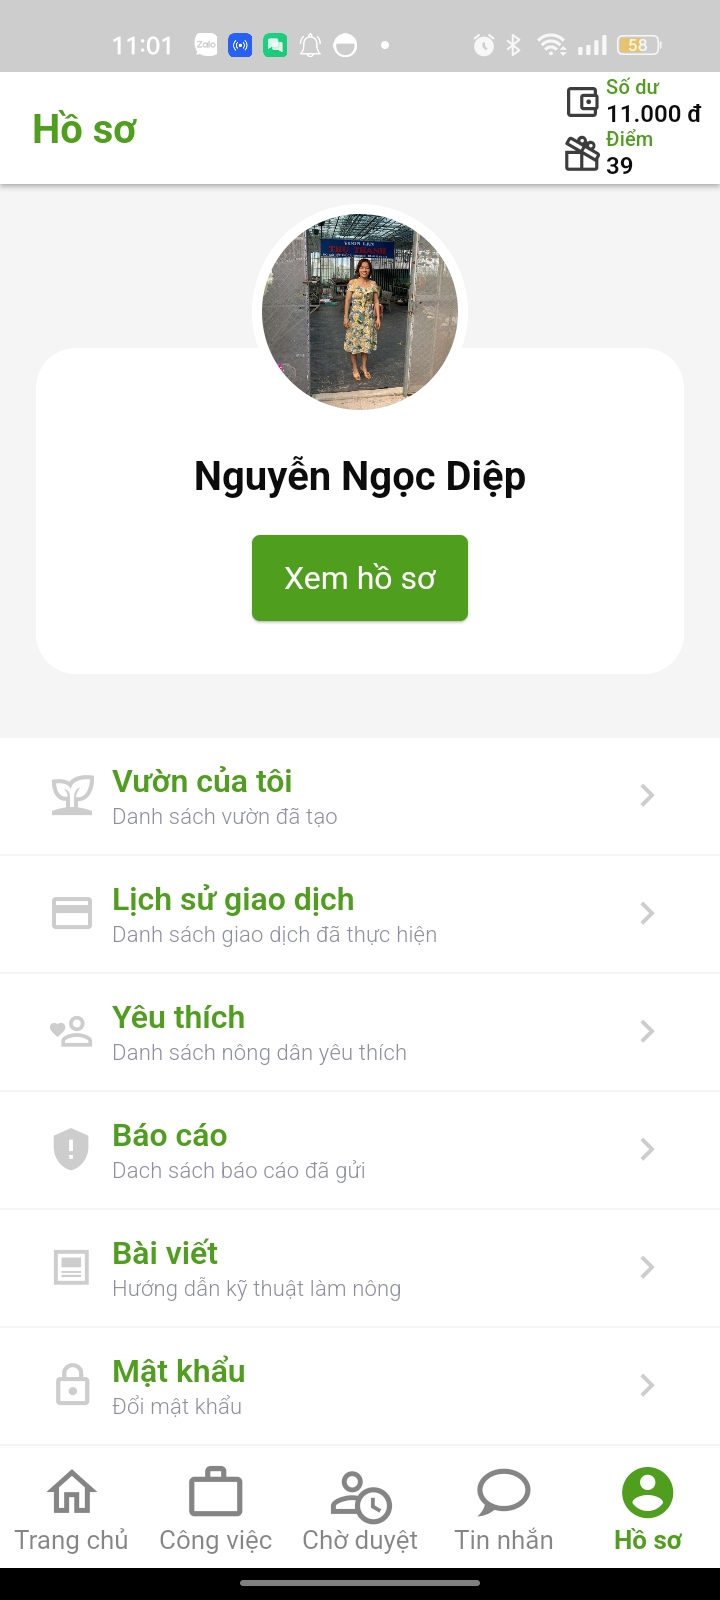 11:01
Zalo
58
Hồ sơ
Số dư
11.000 đ
Điểm
39
Nguyễn Ngọc Diệp
Xem hồ sơ
Vườn của tôi
Danh sách vườn đã tạo
Lịch sử giao dịch
Danh sách giao dịch đã thực hiện
Yêu thích
Danh sách nông dân yêu thích
Báo cáo
Dach sách báo cáo đã gửi
Bài viết
Hướng dẫn kỹ thuật làm nông
Mật khẩu
Đổi mật khẩu
Trang chủ
Công việc
Chờ duyệt
Tin nhắn
Hồ sơ